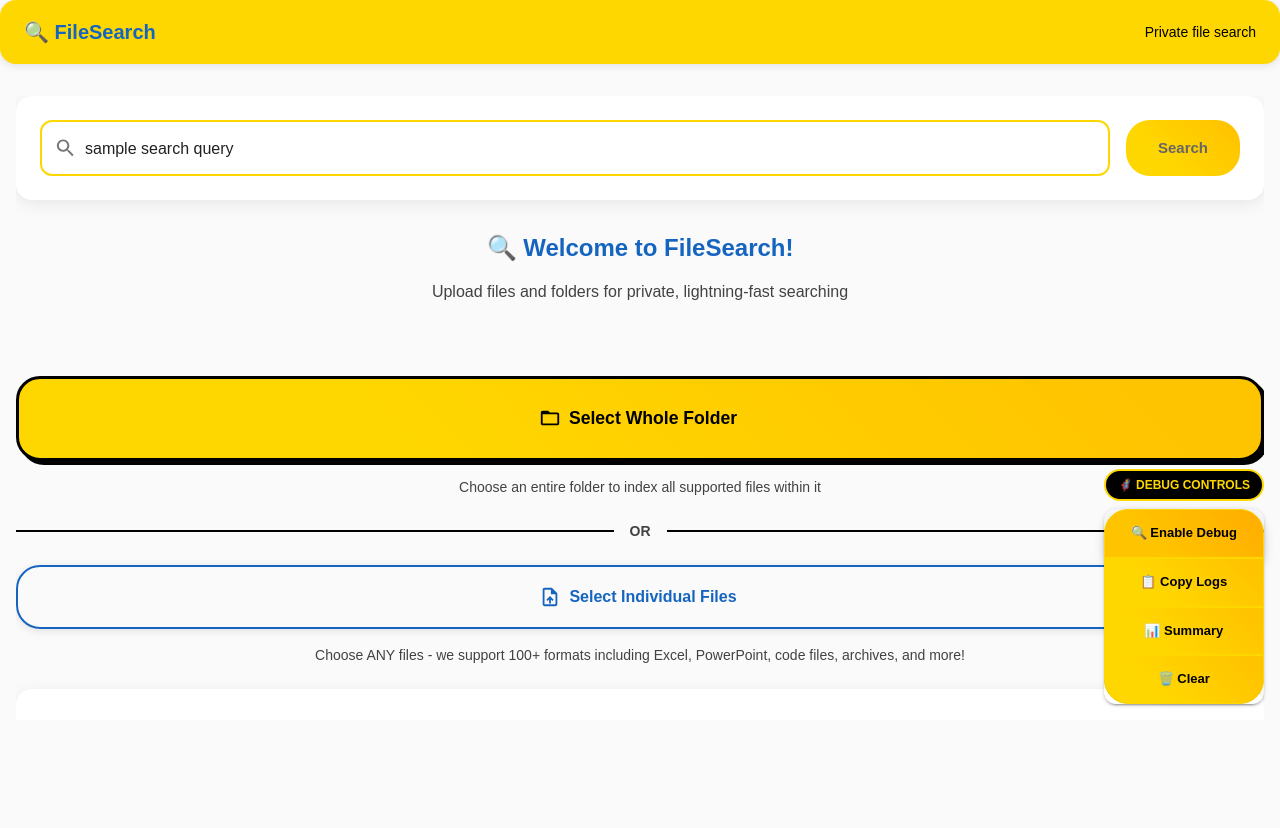 🔍 FileSearch
Private file search
sample search query
Search
🔍 Welcome to FileSearch!
Upload files and folders for private, lightning-fast searching
Select Whole Folder
Choose an entire folder to index all supported files within it
🦸 DEBUG CONTROLS
🔍 Enable Debug
OR
📋 Copy Logs
Select Individual Files
📊 Summary
Choose ANY files - we support 100+ formats including Excel, PowerPoint, code files, archives, and more!
🗑️ Clear